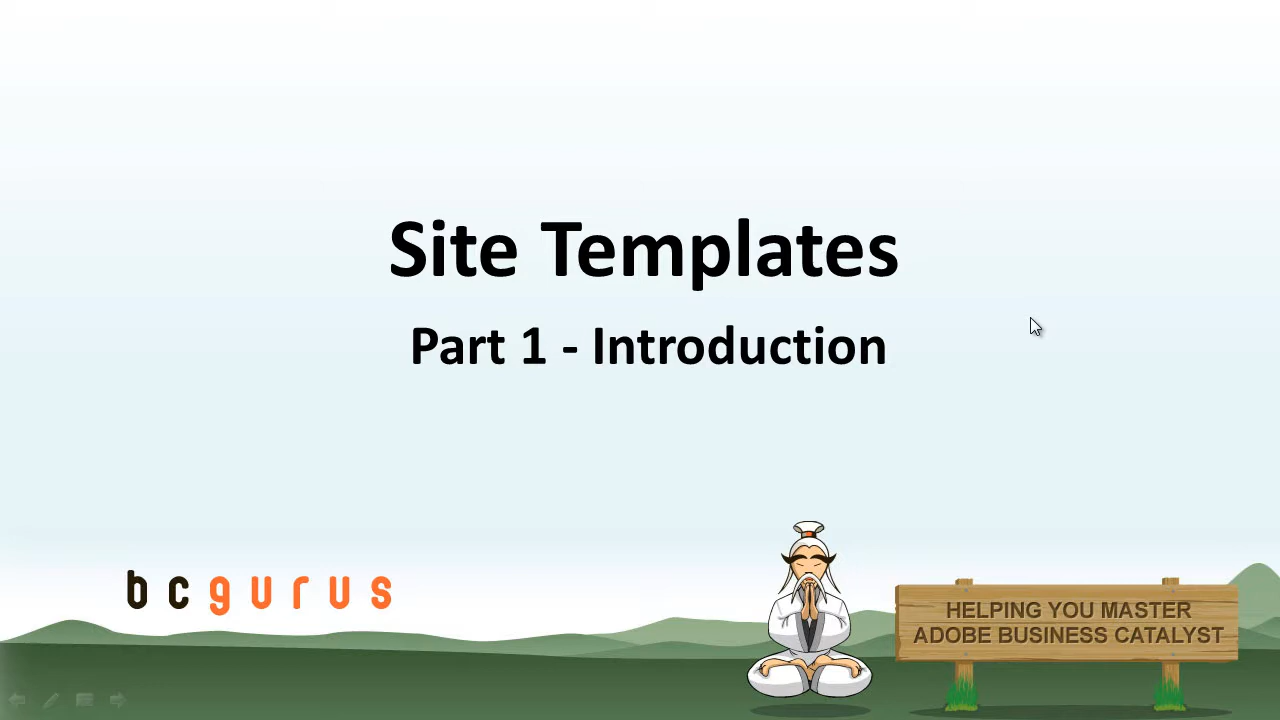 Site Templates
Part 1 - Introduction
bcgurus
HELPING YOU MASTER
ADOBE BUSINESS CATALYST